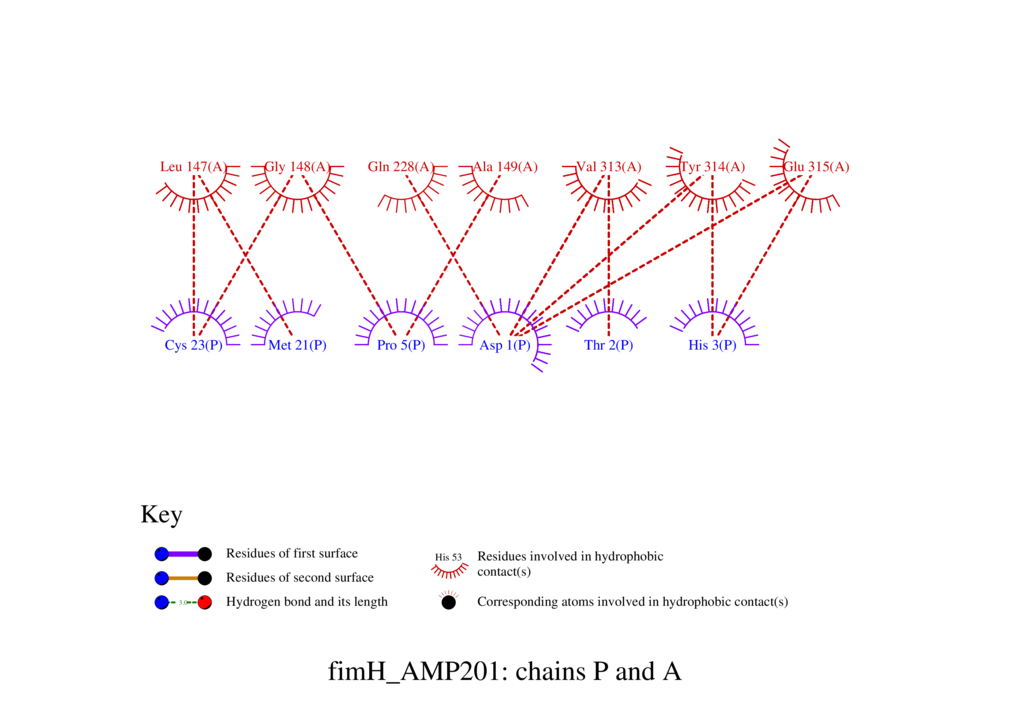 Leu 147(A) Gly 148(A) Gln 228(A) Ala 149(A) Val 313(A) Tyr 314(A) Glu 315(A)
Cys 23(P) Met 21(P) Pro 5(P) Asp 1(P) Thr 2(P) His 3(P)
Key
Residues of first surface
Residues of second surface
3.0
Hydrogen bond and its length
His 53
Residues involved in hydrophobic
contact(s)
Corresponding atoms involved in hydrophobic contact(s)
fimH_AMP201: chains P and A